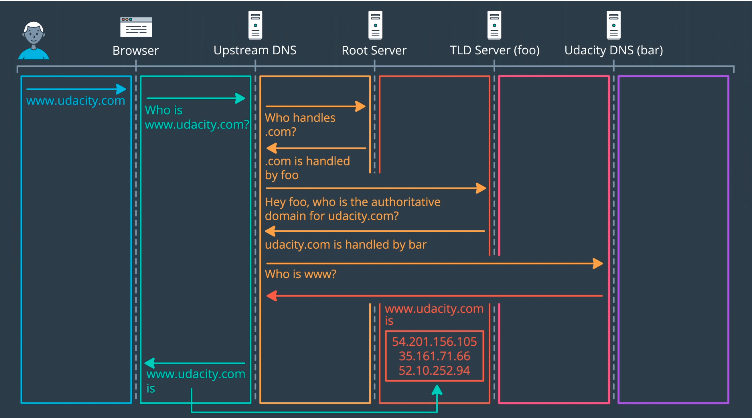 Browser
Upstream DNS
Root Server
TLD Server (foo)
Udacity DNS (bar)
www.udacity.com
Who is
www.udacity.com?
Who handles
.com?
.com is handled
by foo
Hey foo, who is the authoritative
domain for udacity.com?
udacity.com is handled by bar
Who is www?
www.udacity.com
is
54.201.156.105
35.161.71.66
52.10.252.94
www.udacity.com
is